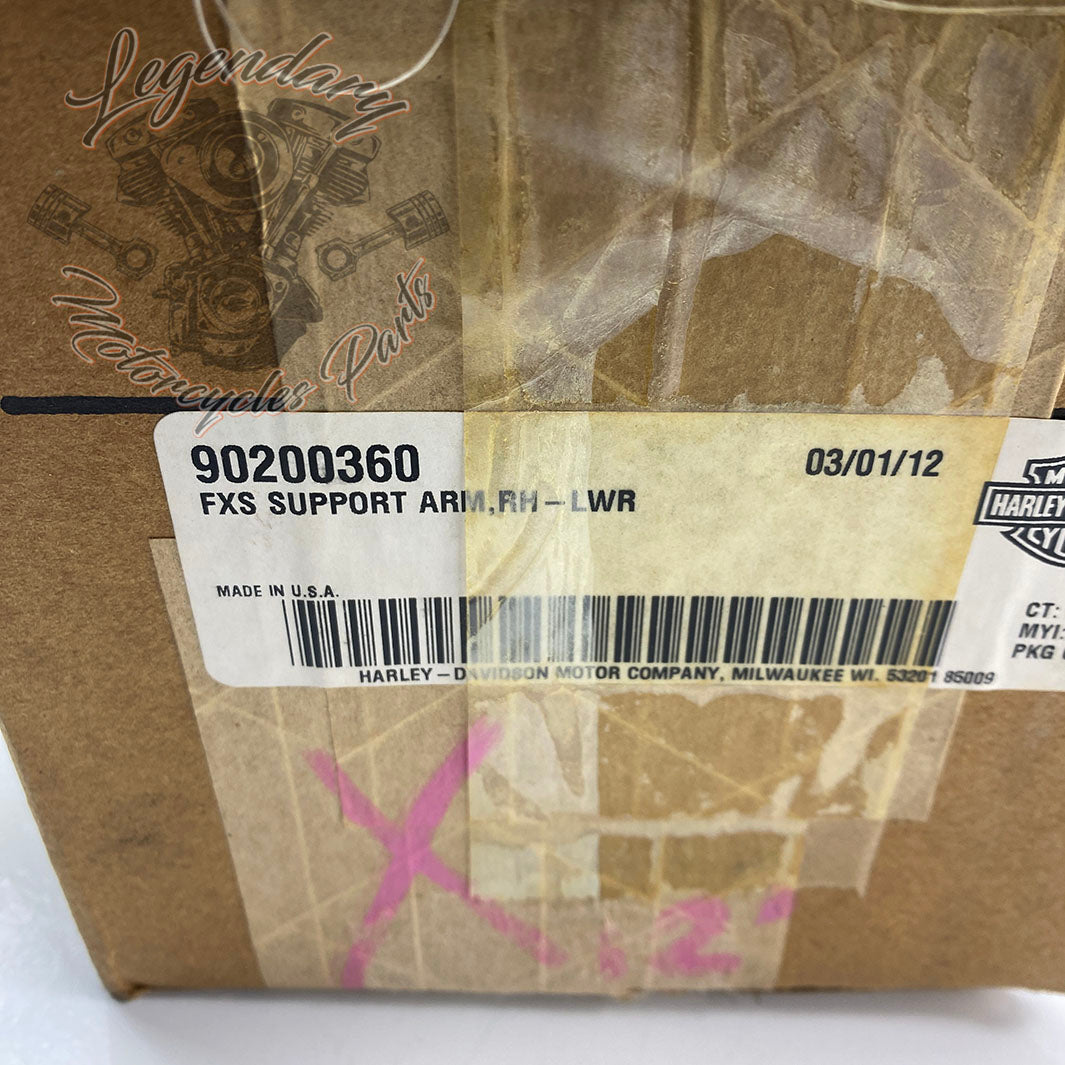 Legendary
Motorcycles Parts
90200360
03/01/12
FXS SUPPORT ARM,RH-LWR
MADE IN U.S.A.
HARLEY
CT:
MYI:
PKG
HARLEY-DAVIDSON MOTOR COMPANY, MILWAUKEE WI. 53201 85009
X